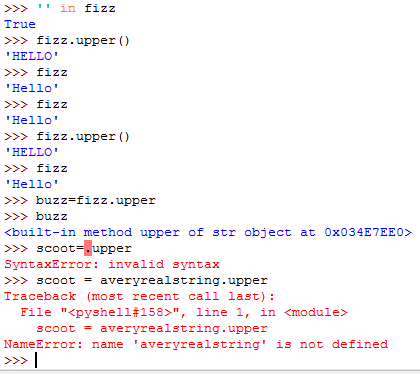 >>> '' in fizz
True
>>> fizz.upper()
'HELLO'
>>> fizz
'Hello'
>>> fizz
'Hello'
>>> fizz.upper()
'HELLO'
>>> fizz
'Hello'
>>> buzz=fizz.upper
>>> buzz
<built-in method upper of str object at 0x034E7EE0>
>>> scoot=.upper
SyntaxError: invalid syntax
>>> scoot = averyrealstring.upper
Traceback (most recent call last):
  File "<pyshell#158>", line 1, in <module>
    scoot = averyrealstring.upper
NameError: name 'averyrealstring' is not defined
>>>